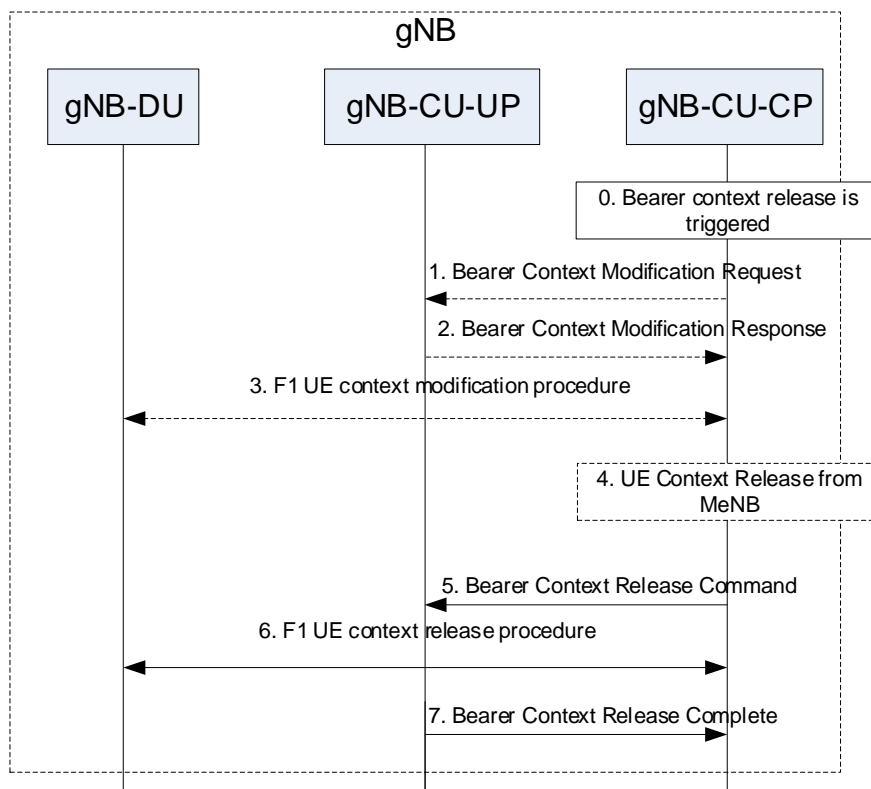 gNB
gNB-DU
gNB-CU-UP
gNB-CU-CP
0. Bearer context release is
triggered
1. Bearer Context Modification Request
2. Bearer Context Modification Response
3. F1 UE context modification procedure
4. UE Context Release from
MeNB
5. Bearer Context Release Command
6. F1 UE context release procedure
7. Bearer Context Release Complete